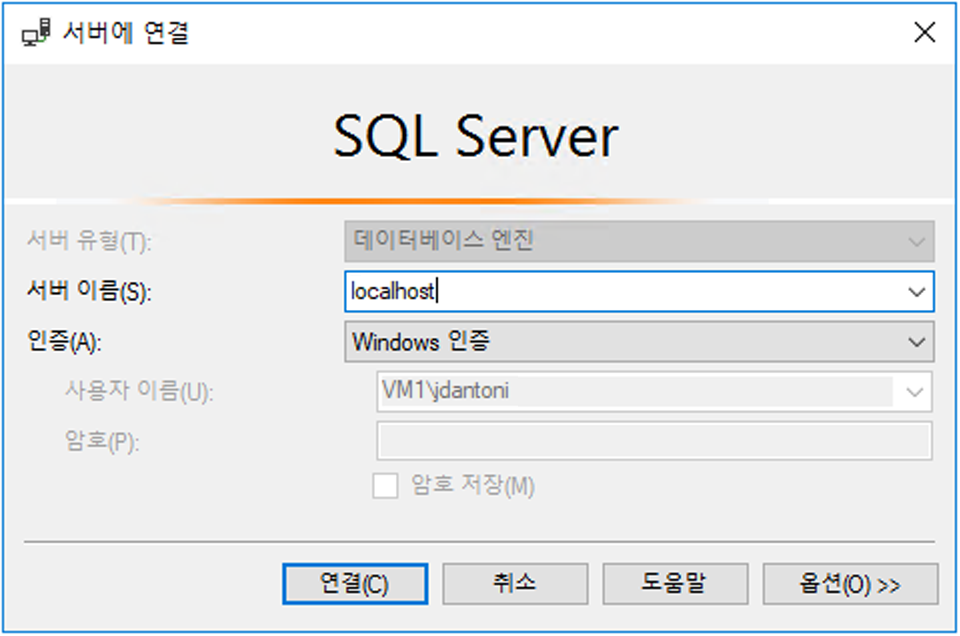 서버에 연결
SQL Server
서버 유형(T): 데이터베이스 엔진
서버 이름(S): localhost
인증(A): Windows 인증
사용자 이름(U): VM1\jdantoni
암호(P):
암호 저장(M)
연결(C) 취소 도움말 옵션(O) >>